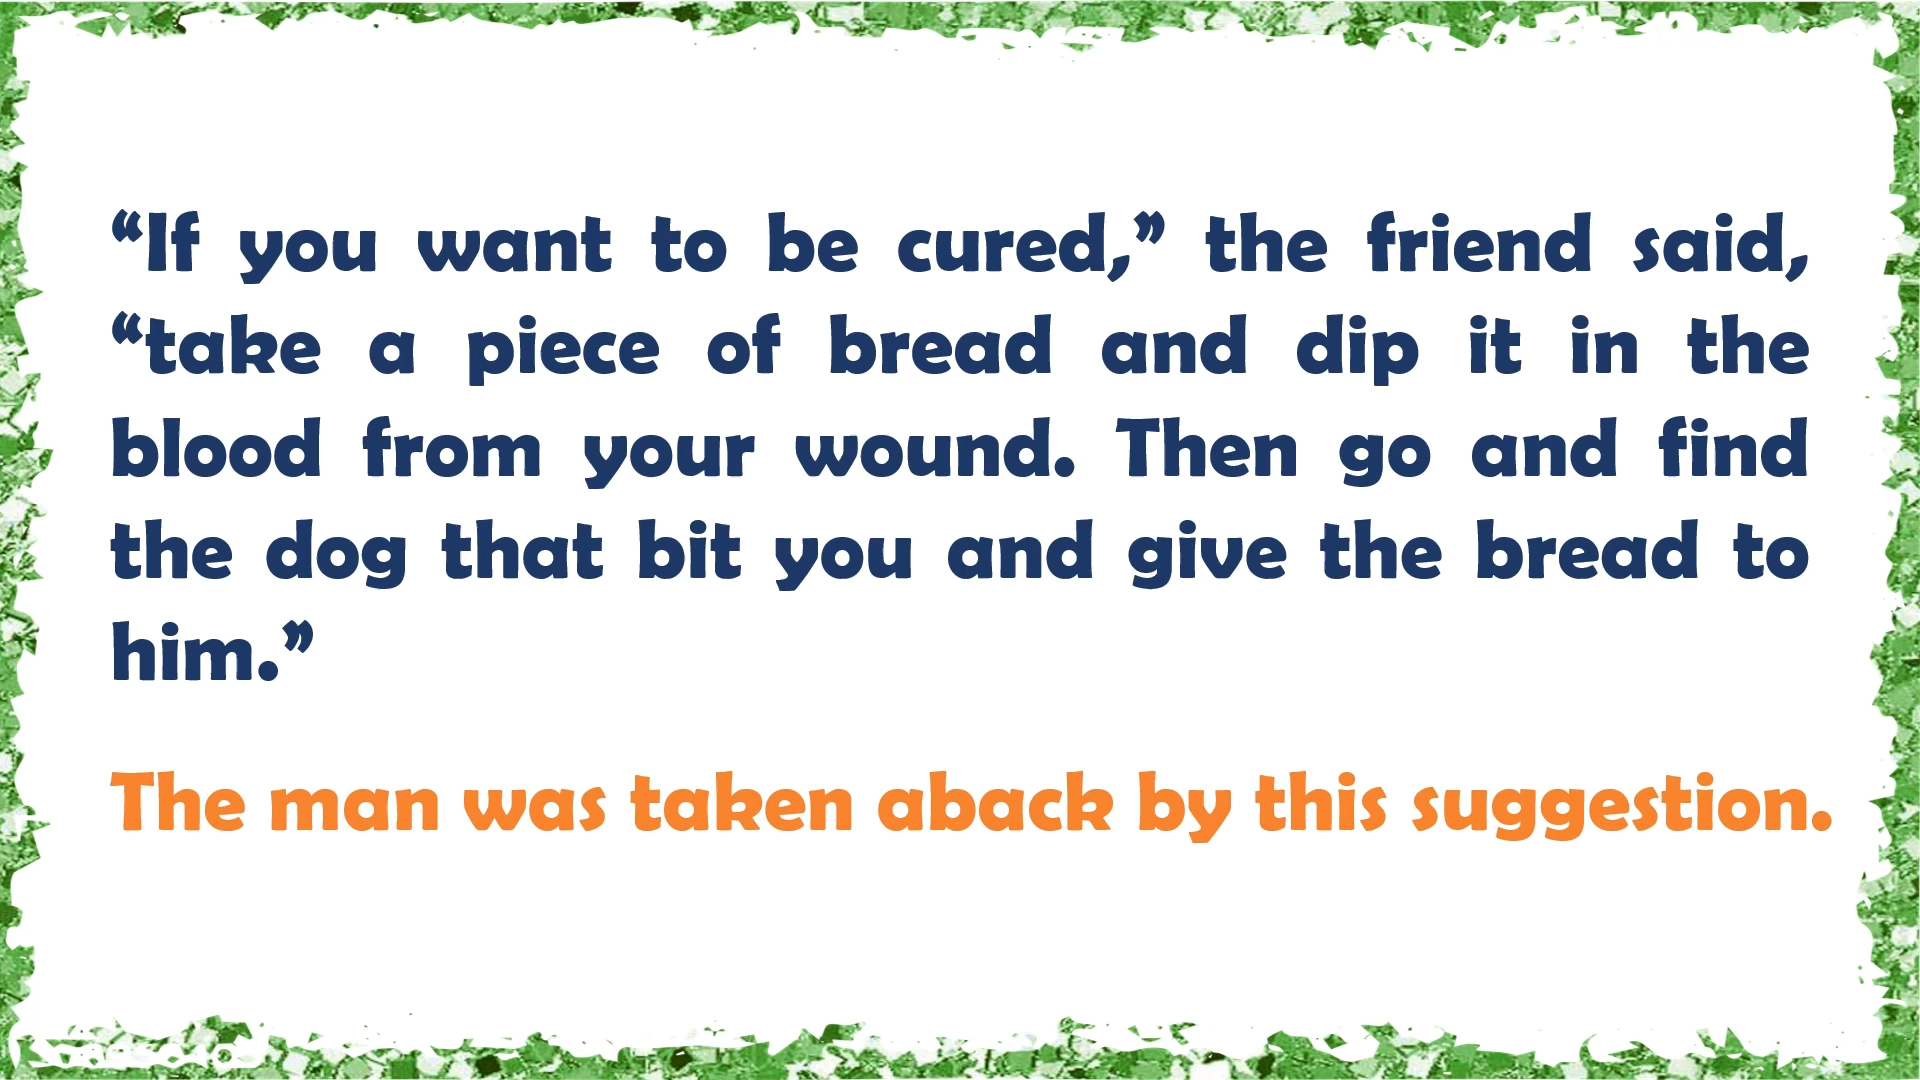 “If you want to be cured,” the friend said,
“take a piece of bread and dip it in the
blood from your wound. Then go and find
the dog that bit you and give the bread to
him.”
The man was taken aback by this suggestion.